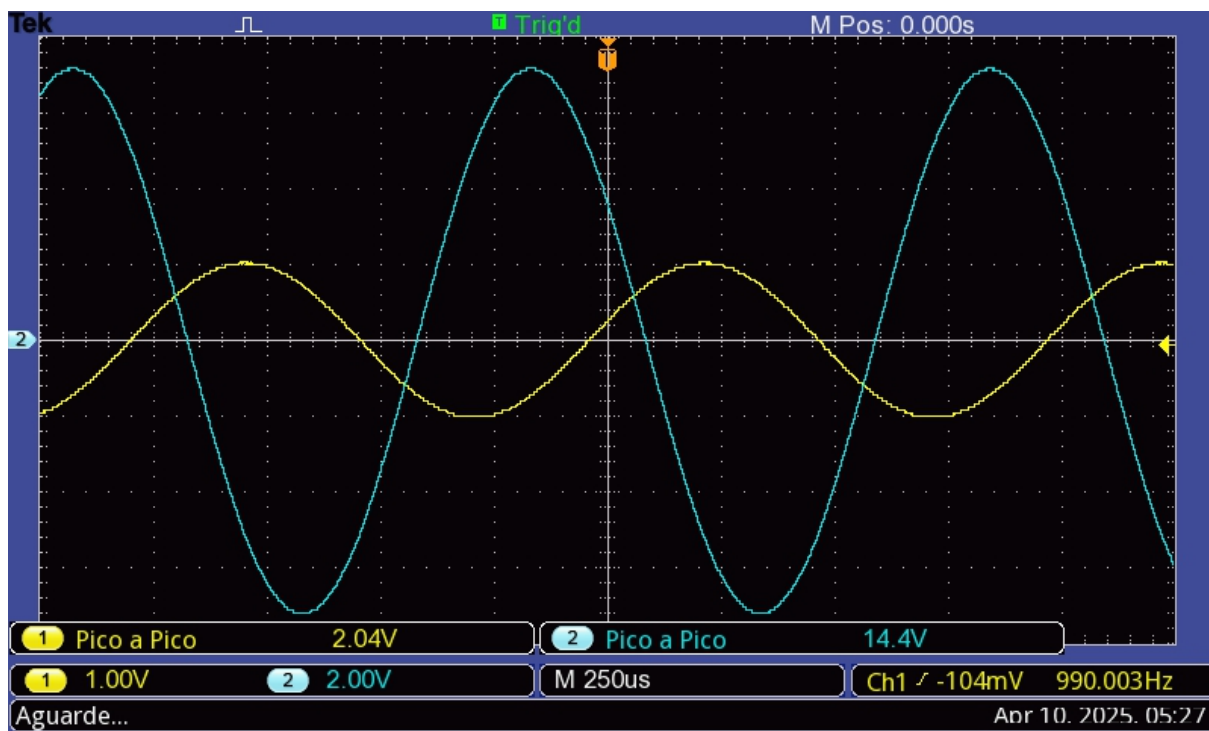 Tek T Trig'd M Pos: 0.000s
T
2
1 Pico a Pico 2.04V 2 Pico a Pico 14.4V
1 1.00V 2 2.00V M 250us Ch1 -104mV 990.003Hz
Aguarde... Apr 10, 2025, 05:27